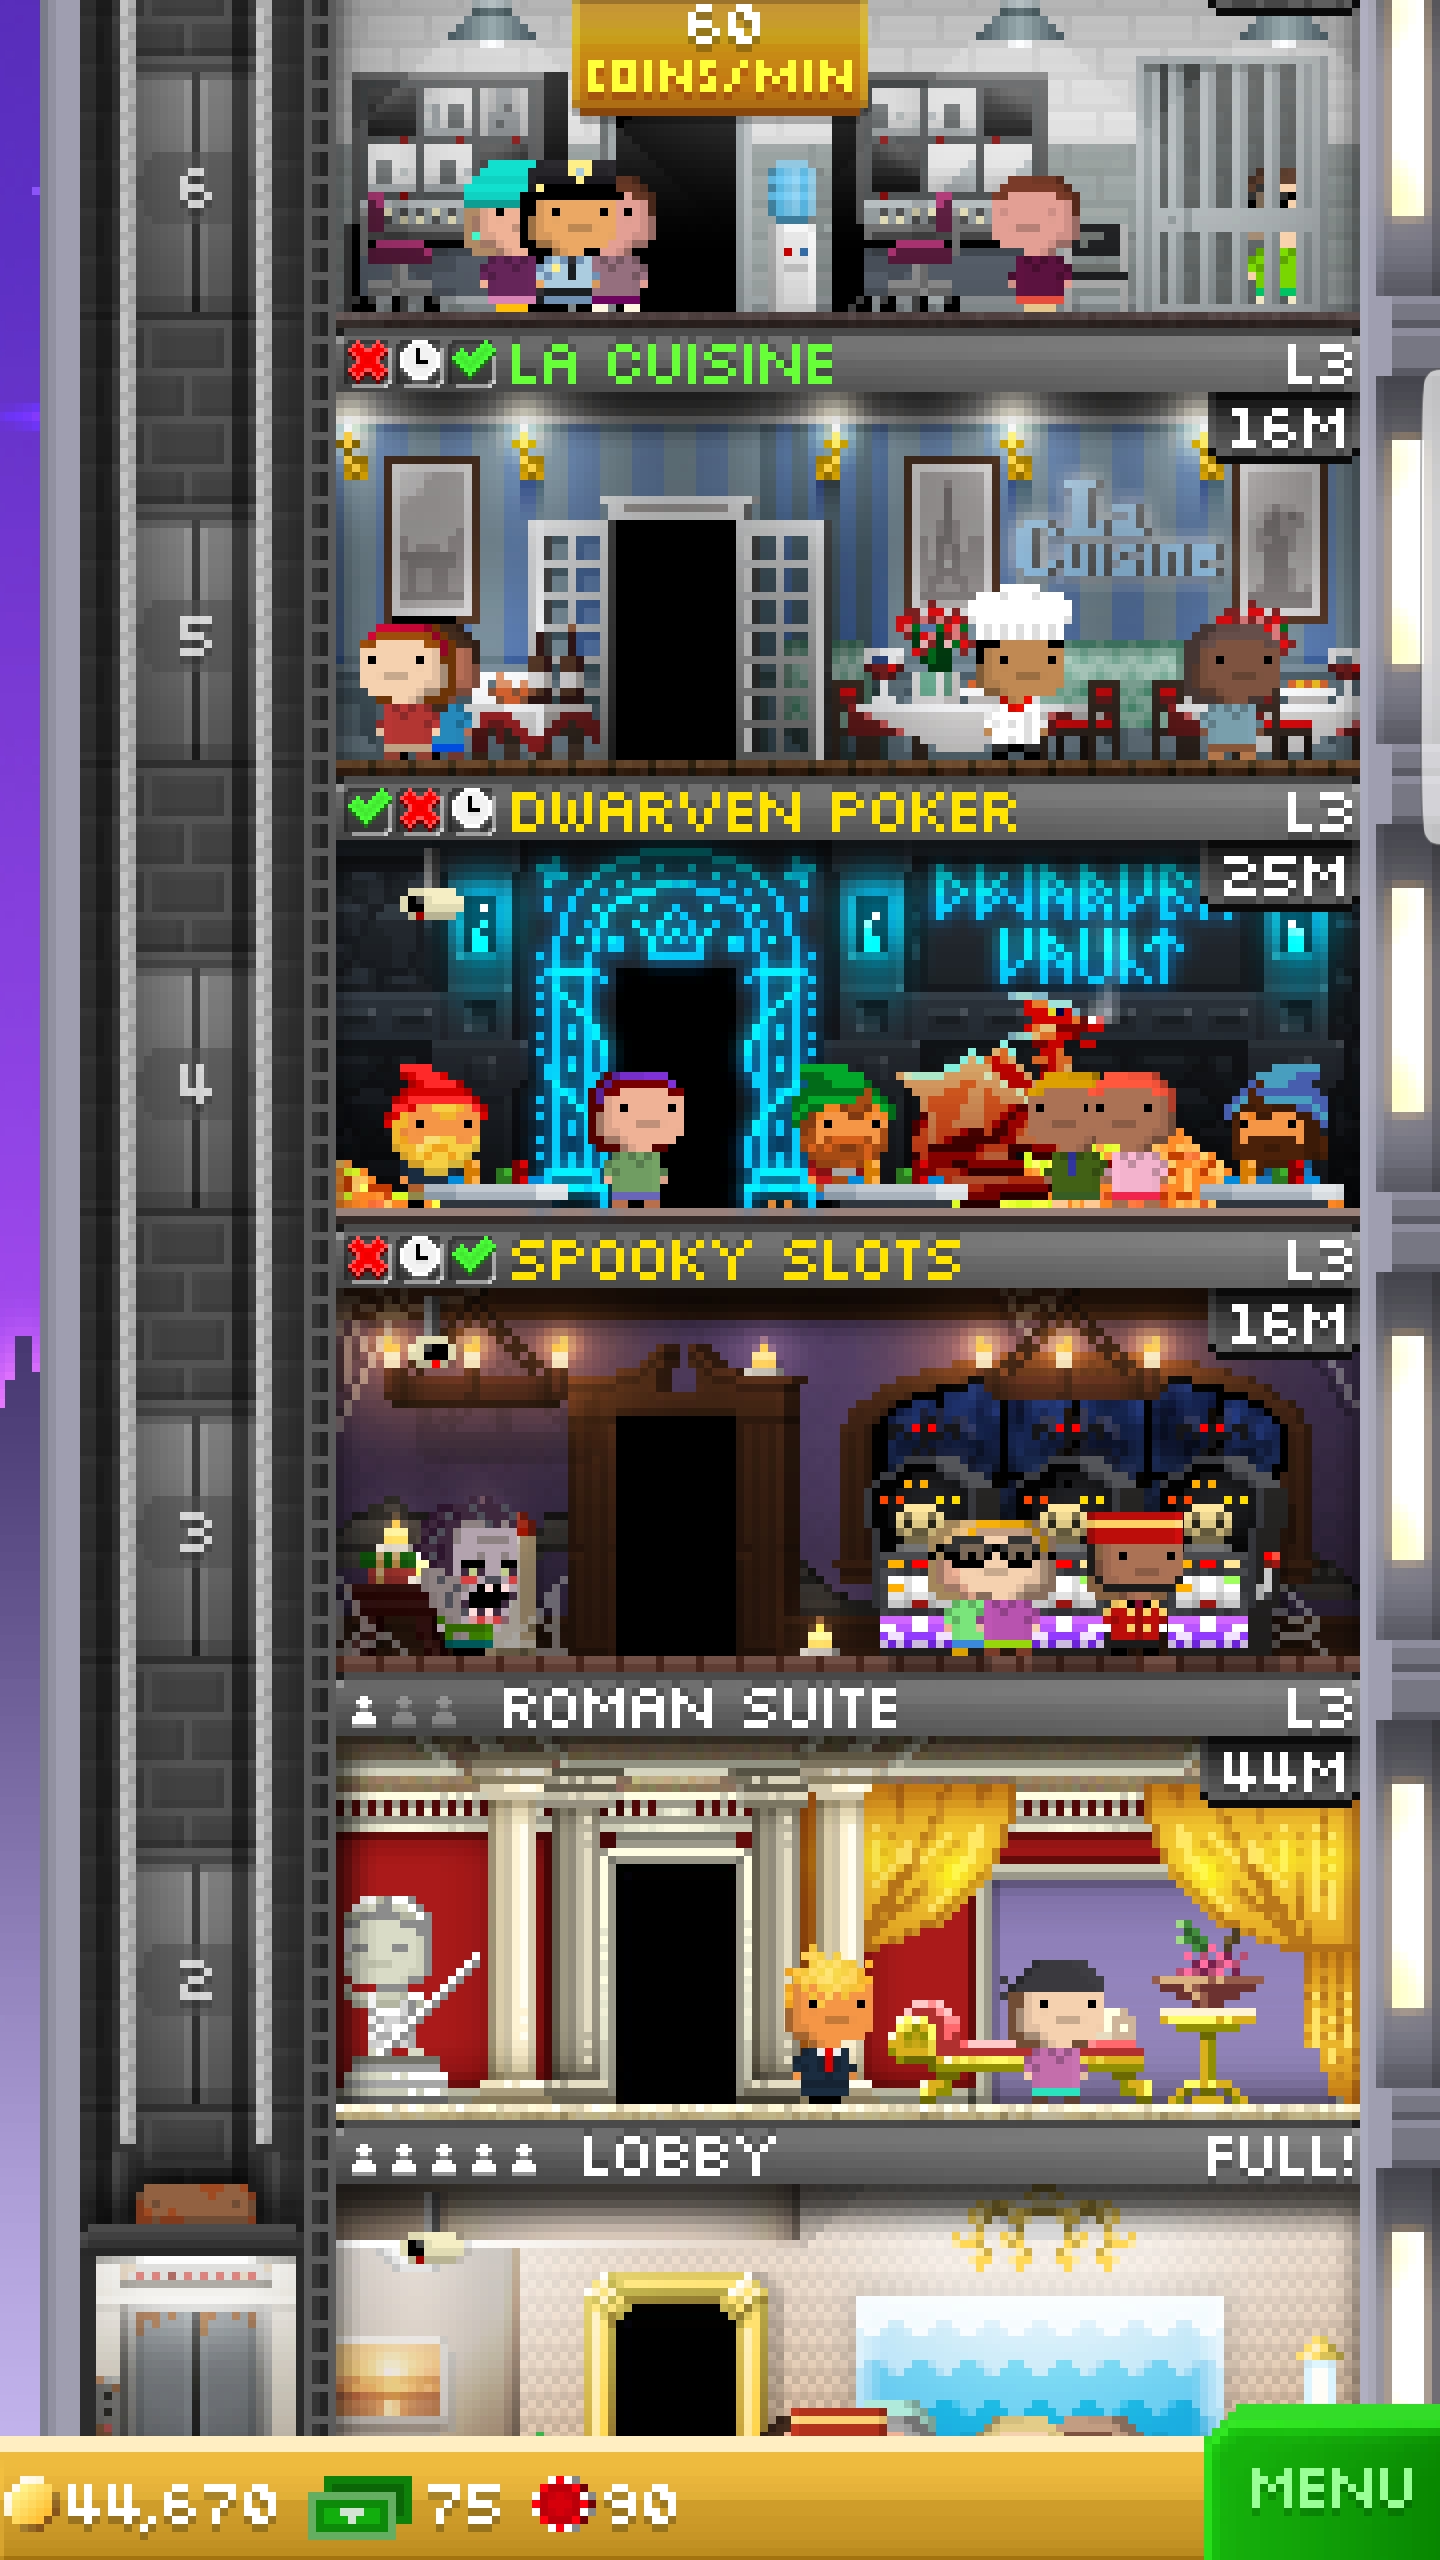 60
COINS/MIN
6
LA CUISINE L3
16M
La
Cuisine
5
DWARVEN POKER L3
25M
DWARVEN
VAULT
4
SPOOKY SLOTS L3
16M
3
ROMAN SUITE L3
44M
2
LOBBY FULL!
44,670 75 90
MENU